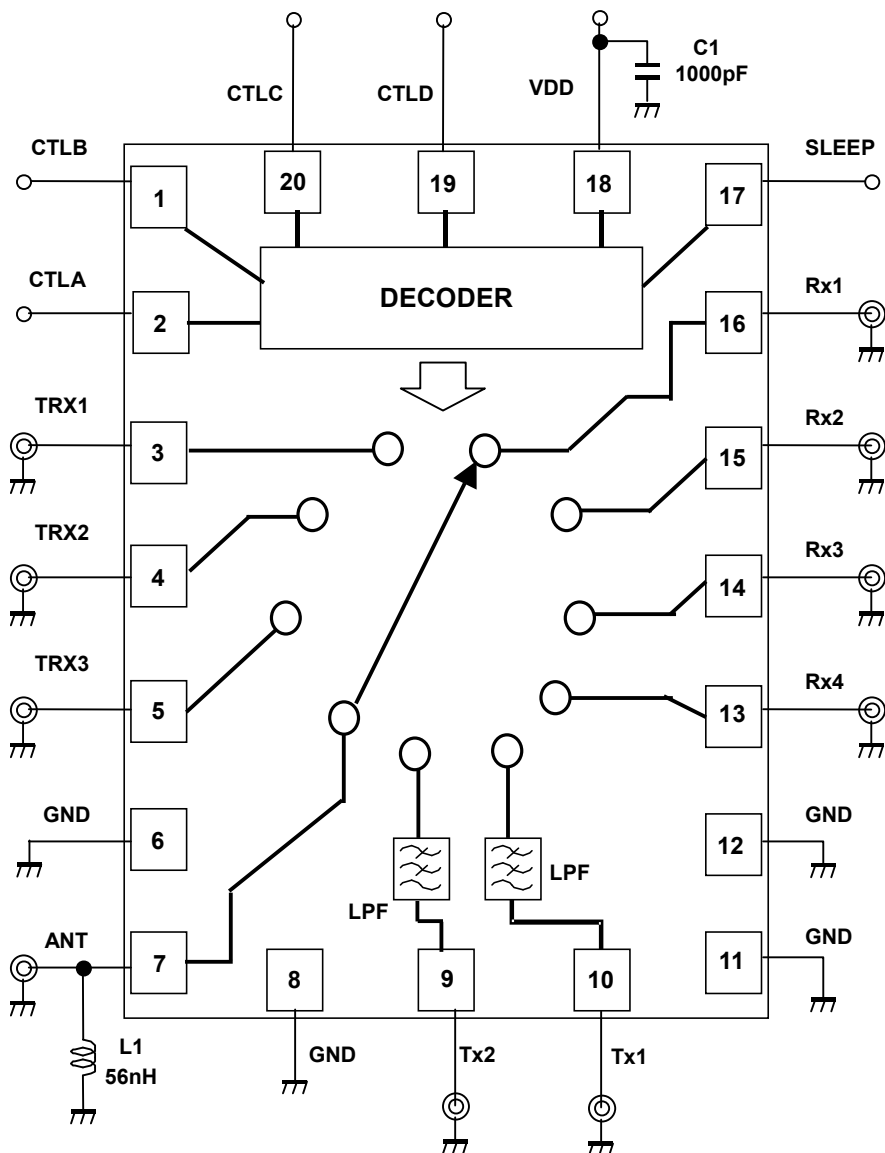 C1
1000pF
CTLC
CTLD
VDD
CTLB
SLEEP
1
20
19
18
17
CTLA
DECODER
Rx1
2
16
TRX1
Rx2
3
15
TRX2
Rx3
4
14
TRX3
Rx4
5
13
GND
GND
6
12
LPF
LPF
ANT
GND
7
8
9
10
11
L1
56nH
GND
Tx2
Tx1